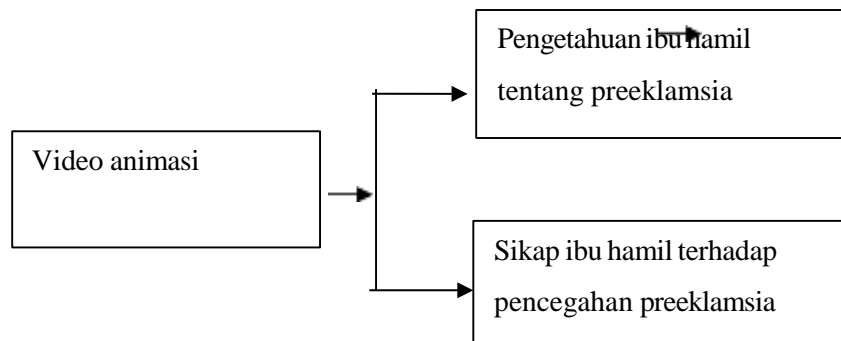 Pengetahuan ibu hamil
tentang preeklamsia
Video animasi
Sikap ibu hamil terhadap
pencegahan preeklamsia